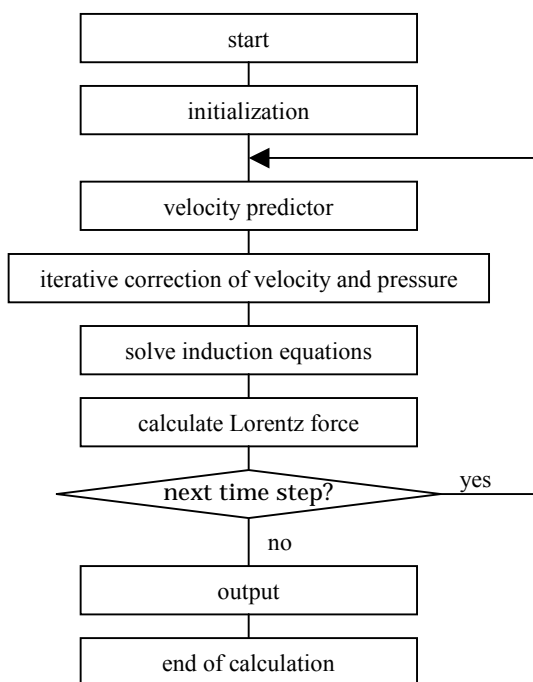 start
initialization
velocity predictor
iterative correction of velocity and pressure
solve induction equations
calculate Lorentz force
next time step?
yes
no
output
end of calculation